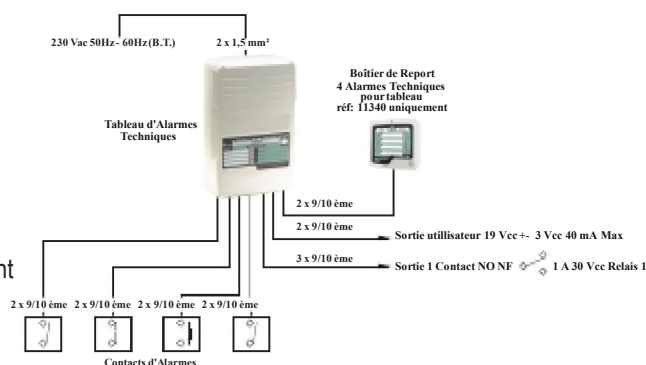 230 Vac 50Hz- 60Hz (B.T.)
2 x 1,5 mm²
Boîtier de Report
4 Alarmes Techniques
pour tableau
réf: 11340 uniquement
Tableau d'Alarmes
Techniques
2 x 9/10 ème
2 x 9/10 ème
Sortie utilisateur 19 Vcc +- 3 Vcc 40 mA Max
3 x 9/10 ème
Sortie 1 Contact NO NF 1 A 30 Vcc Relais 1
nt
2 x 9/10 ème 2 x 9/10 ème 2 x 9/10 ème 2 x 9/10 ème
Contacts d'Alarmes